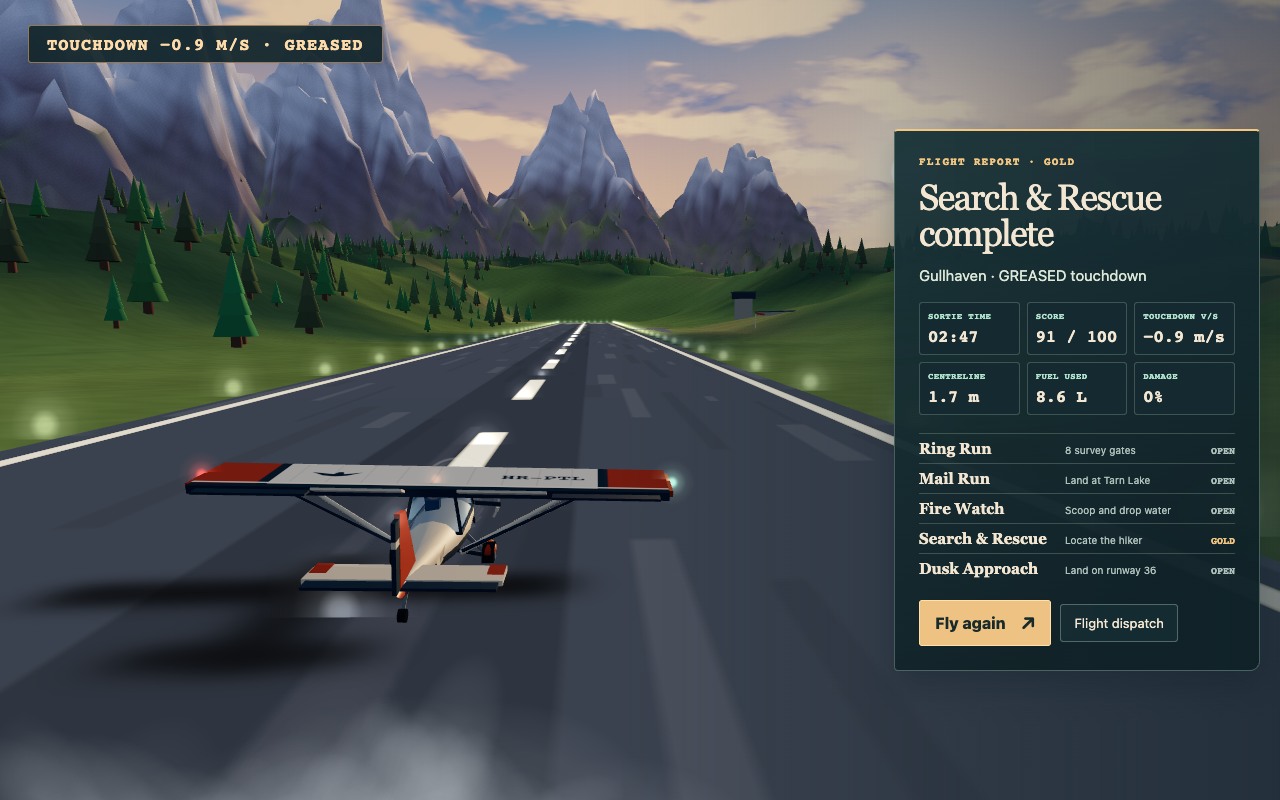 TOUCHDOWN −0.9 M/S · GREASED
FLIGHT REPORT · GOLD
Search & Rescue
complete
Gullhaven · GREASED touchdown
SORTIE TIME
02:47
SCORE
91 / 100
TOUCHDOWN V/S
−0.9 m/s
CENTRELINE
1.7 m
FUEL USED
8.6 L
DAMAGE
0%
Ring Run 8 survey gates OPEN
Mail Run Land at Tarn Lake OPEN
Fire Watch Scoop and drop water OPEN
Search & Rescue Locate the hiker GOLD
Dusk Approach Land on runway 36 OPEN
Fly again ↗
Flight dispatch
HR-PTL